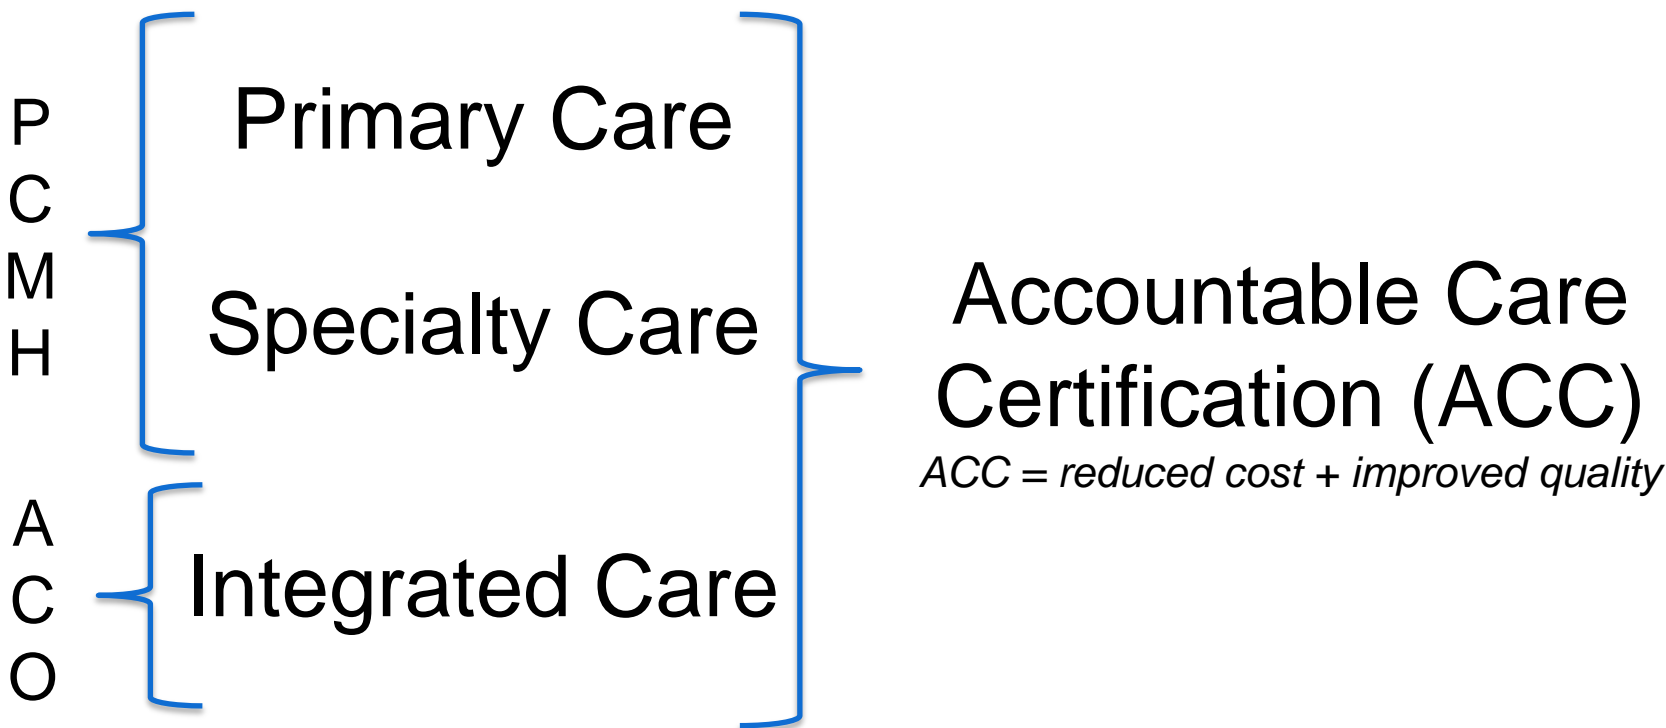 P
C
M
H
Primary Care
Specialty Care
A
C
O
Integrated Care
Accountable Care
Certification (ACC)
ACC = reduced cost + improved quality